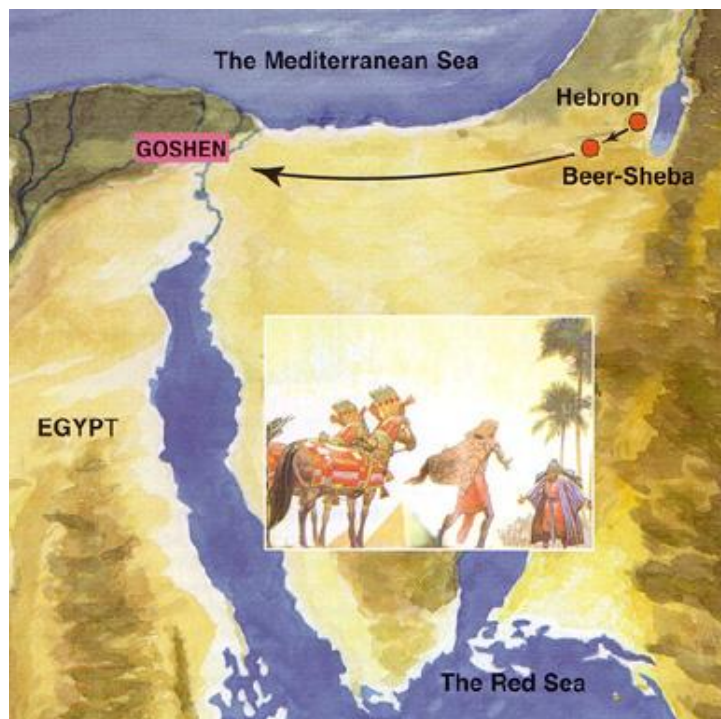 The Mediterranean Sea
Hebron
GOSHEN
Beer-Sheba
EGYPT
The Red Sea